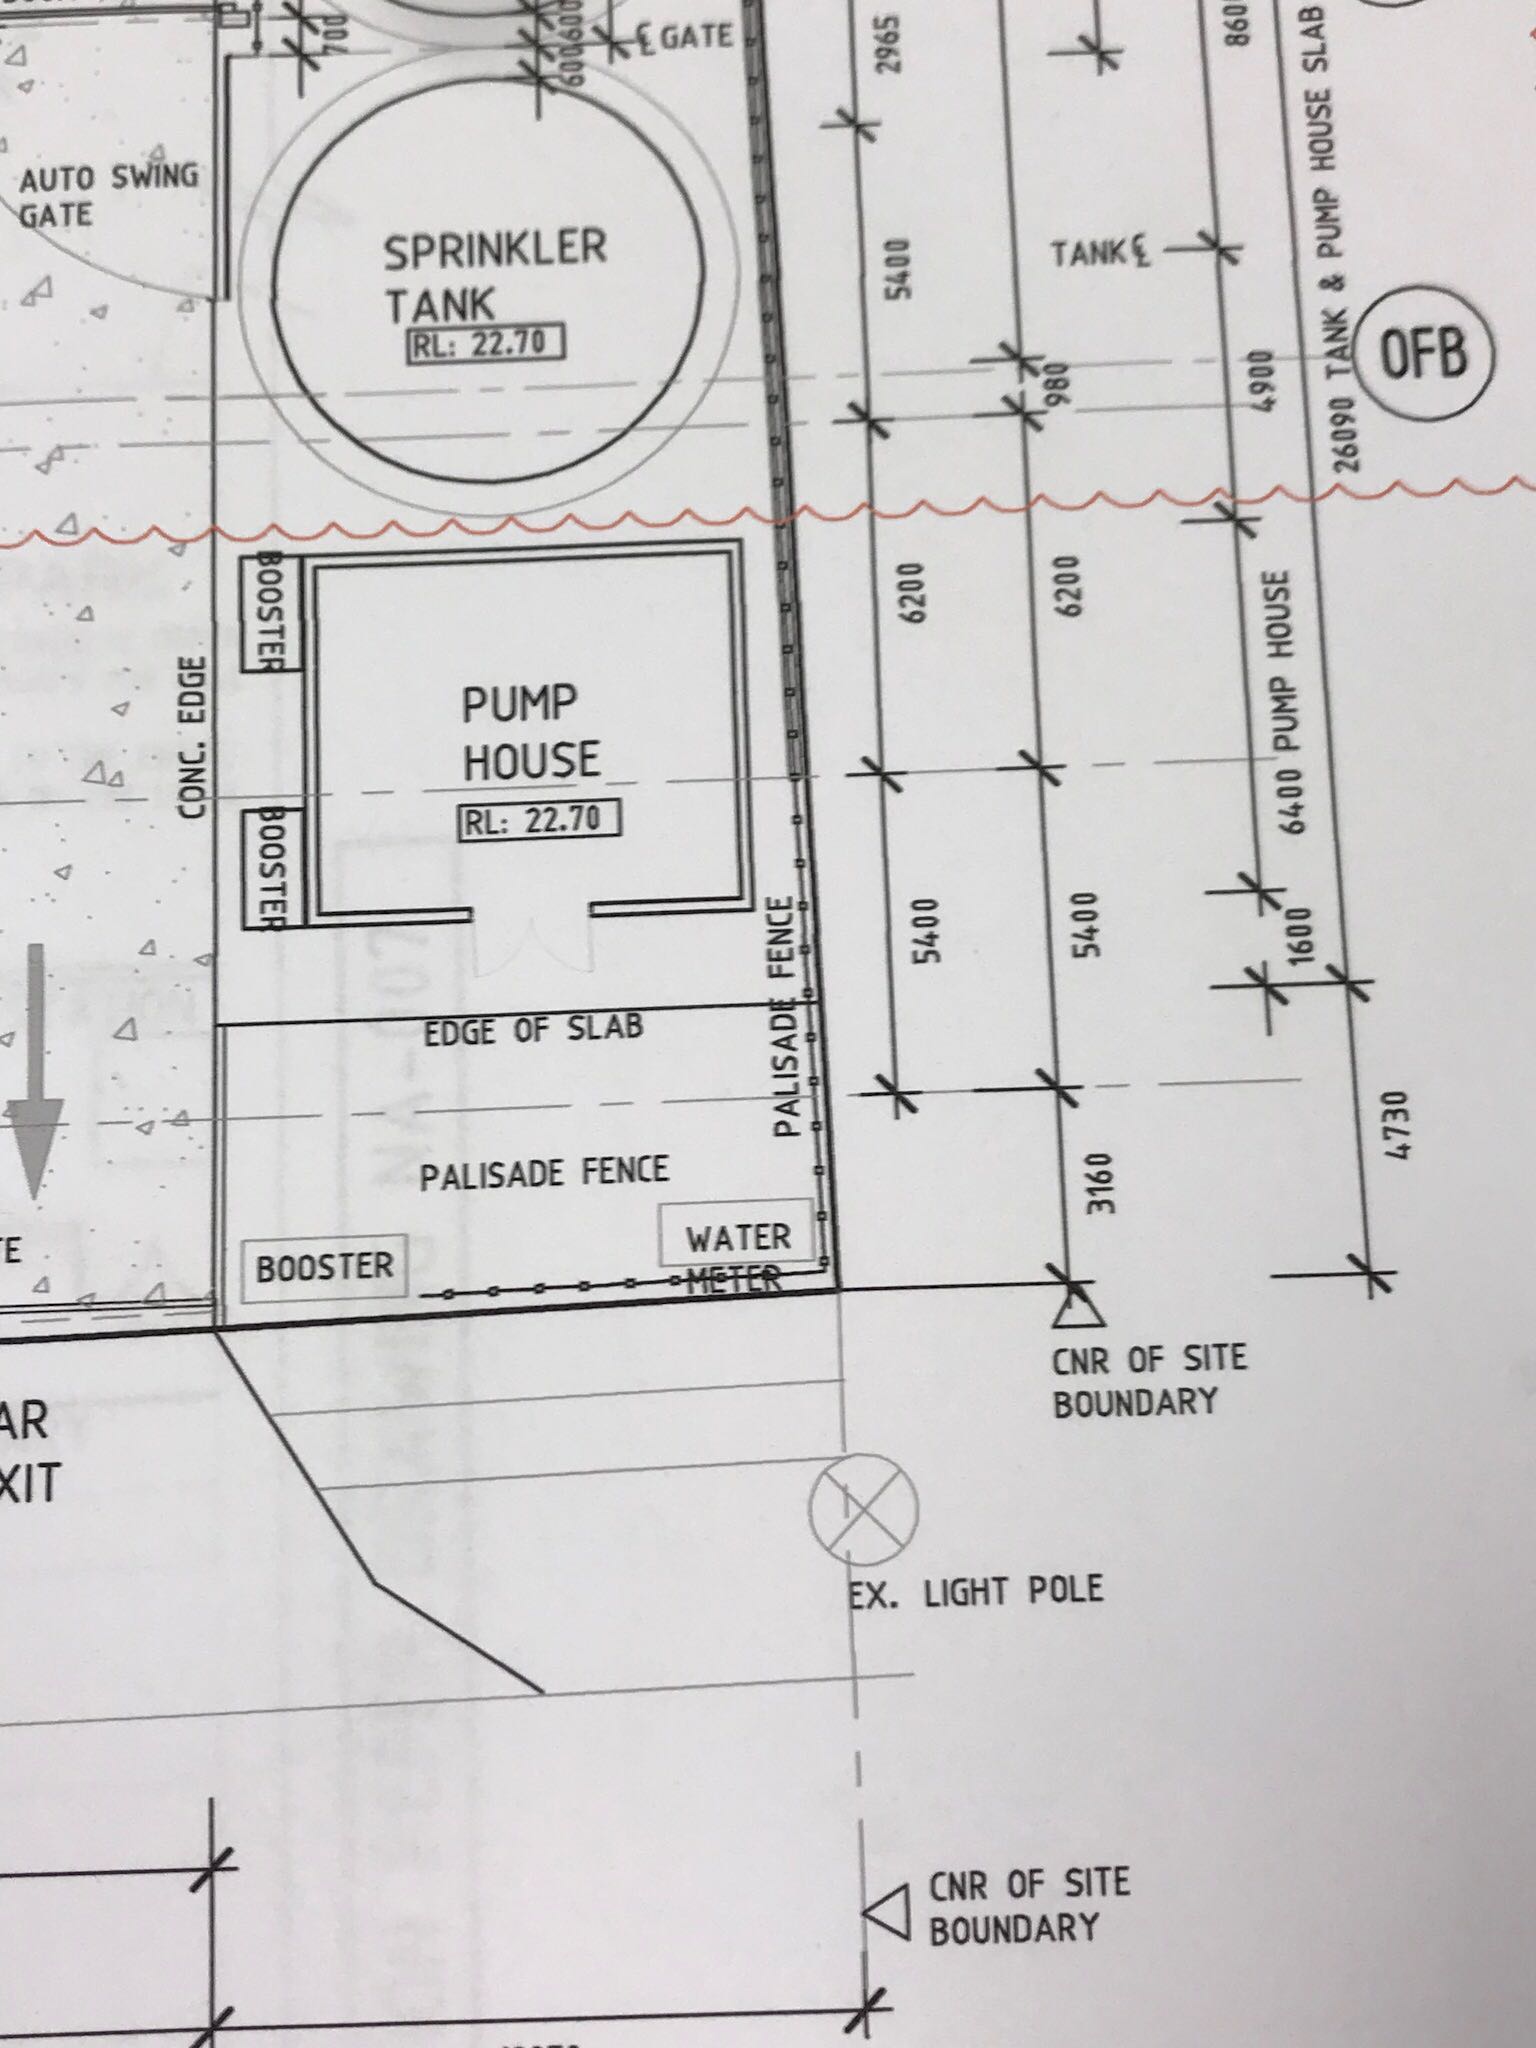 700
600
600
℄ GATE
2965
860
AUTO SWING
GATE
SPRINKLER
TANK
RL: 22.70
5400
TANK ℄
980
4900
26090 TANK & PUMP HOUSE SLAB
OFB
BOOSTER
CONC. EDGE
PUMP
HOUSE
RL: 22.70
BOOSTER
6200
6200
6400 PUMP HOUSE
PALISADE FENCE
5400
5400
1600
EDGE OF SLAB
PALISADE FENCE
WATER
METER
BOOSTER
3160
4730
CNR OF SITE
BOUNDARY
AR
XIT
EX. LIGHT POLE
CNR OF SITE
BOUNDARY